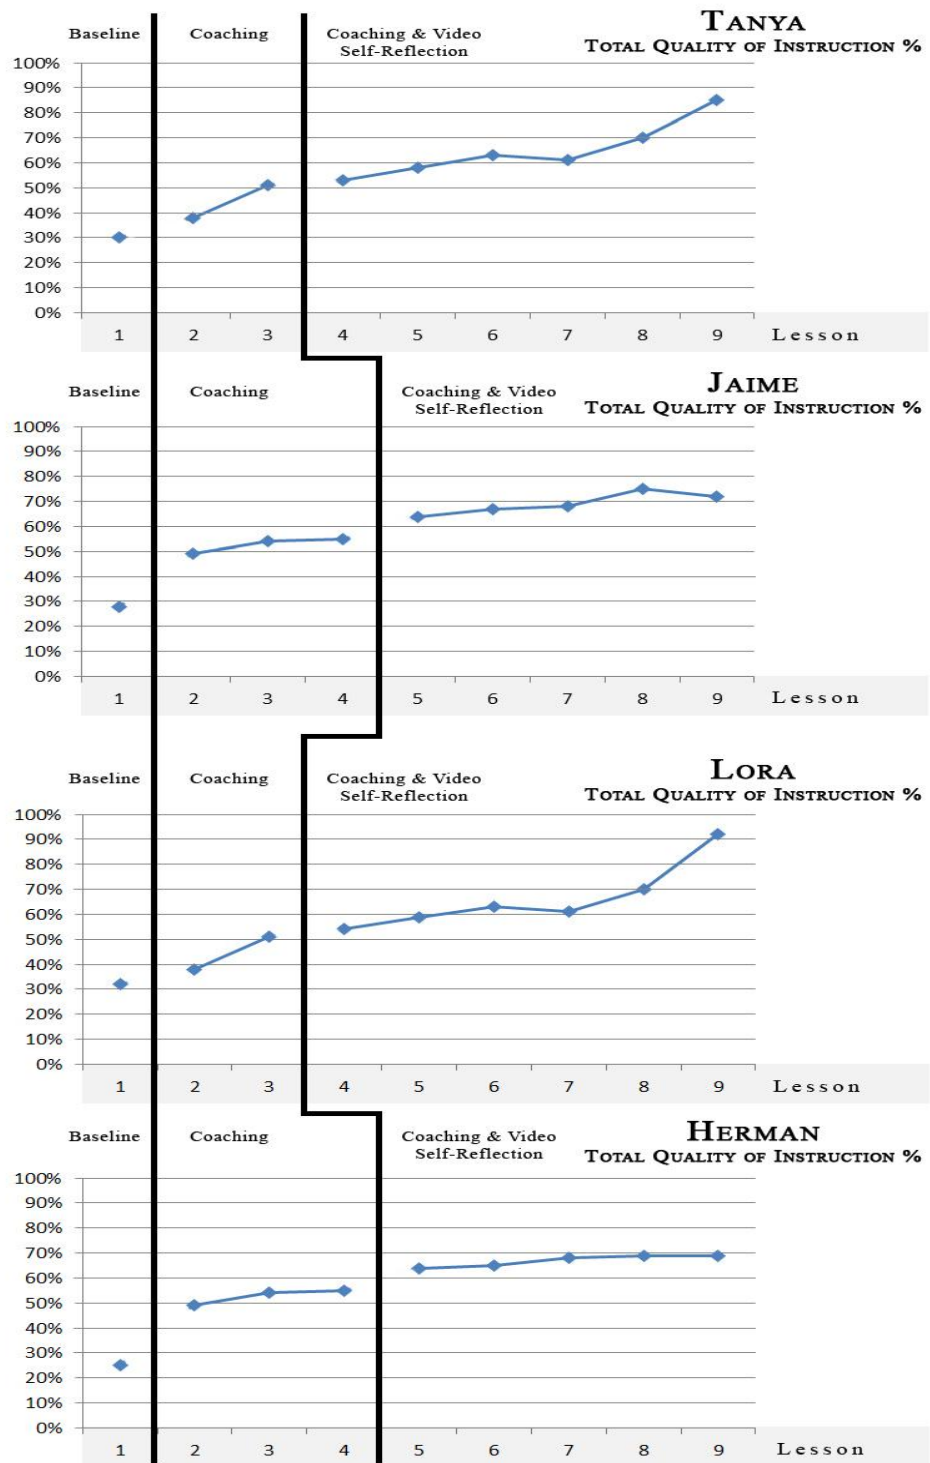 TANYA
TOTAL QUALITY OF INSTRUCTION %
Baseline Coaching Coaching & Video
Self-Reflection
100%
90%
80%
70%
60%
50%
40%
30%
20%
10%
0%
1 2 3 4 5 6 7 8 9 Lesson
JAIME
TOTAL QUALITY OF INSTRUCTION %
Baseline Coaching Coaching & Video
Self-Reflection
100%
90%
80%
70%
60%
50%
40%
30%
20%
10%
0%
1 2 3 4 5 6 7 8 9 Lesson
LORA
TOTAL QUALITY OF INSTRUCTION %
Baseline Coaching Coaching & Video
Self-Reflection
100%
90%
80%
70%
60%
50%
40%
30%
20%
10%
0%
1 2 3 4 5 6 7 8 9 Lesson
HERMAN
TOTAL QUALITY OF INSTRUCTION %
Baseline Coaching Coaching & Video
Self-Reflection
100%
90%
80%
70%
60%
50%
40%
30%
20%
10%
0%
1 2 3 4 5 6 7 8 9 Lesson